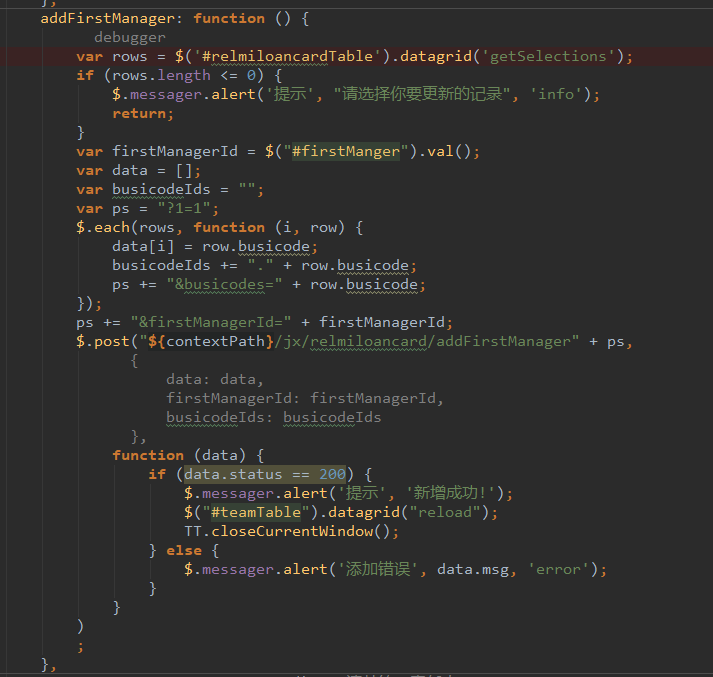 },
addFirstManager: function () {
debugger
var rows = $('#relmiloancardTable').datagrid('getSelections');
if (rows.length <= 0) {
$.messager.alert('提示', "请选择你要更新的记录", 'info');
return;
}
var firstManagerId = $("#firstManger").val();
var data = [];
var busicodeIds = "";
var ps = "?1=1";
$.each(rows, function (i, row) {
data[i] = row.busicode;
busicodeIds += "." + row.busicode;
ps += "&busicodes=" + row.busicode;
});
ps += "&firstManagerId=" + firstManagerId;
$.post("${contextPath}/jx/relmiloancard/addFirstManager" + ps,
{
data: data,
firstManagerId: firstManagerId,
busicodeIds: busicodeIds
},
function (data) {
if (data.status == 200) {
$.messager.alert('提示', '新增成功!');
$("#teamTable").datagrid("reload");
TT.closeCurrentWindow();
} else {
$.messager.alert('添加错误', data.msg, 'error');
}
}
)
;
},